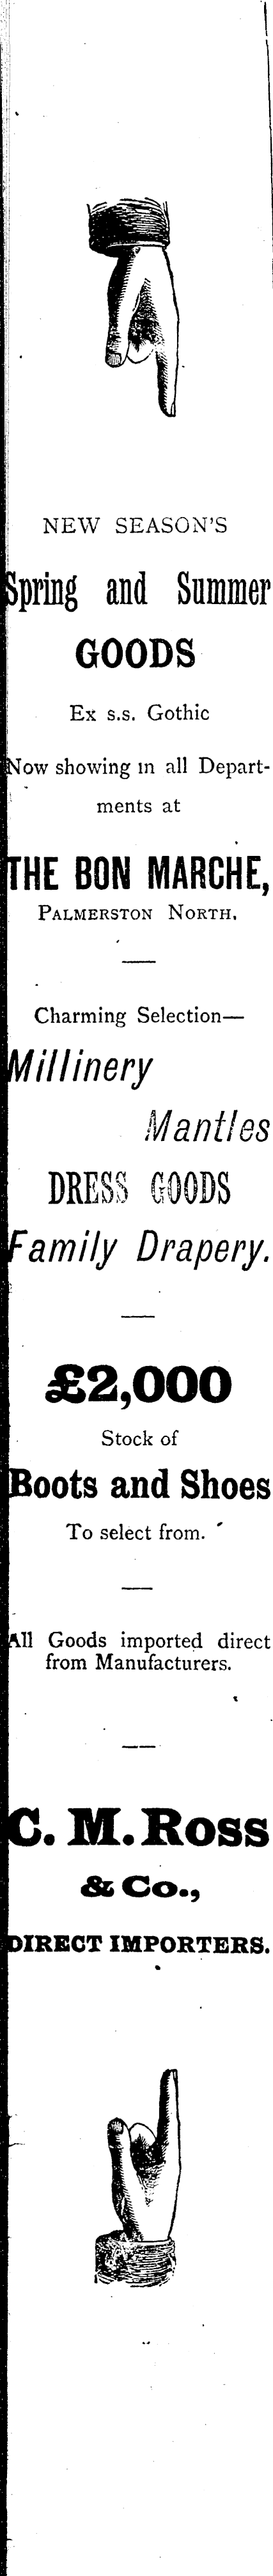 NEW SEASON'S
Spring and Summer
GOODS
Ex s.s. Gothic
Now showing in all Depart-
ments at
THE BON MARCHE,
PALMERSTON NORTH.
Charming Selection—
Millinery
Mantles
DRESS GOODS
Family Drapery.
£2,000
Stock of
Boots and Shoes
To select from.
All Goods imported direct
from Manufacturers.
C. M. Ross
& Co.,
DIRECT IMPORTERS.